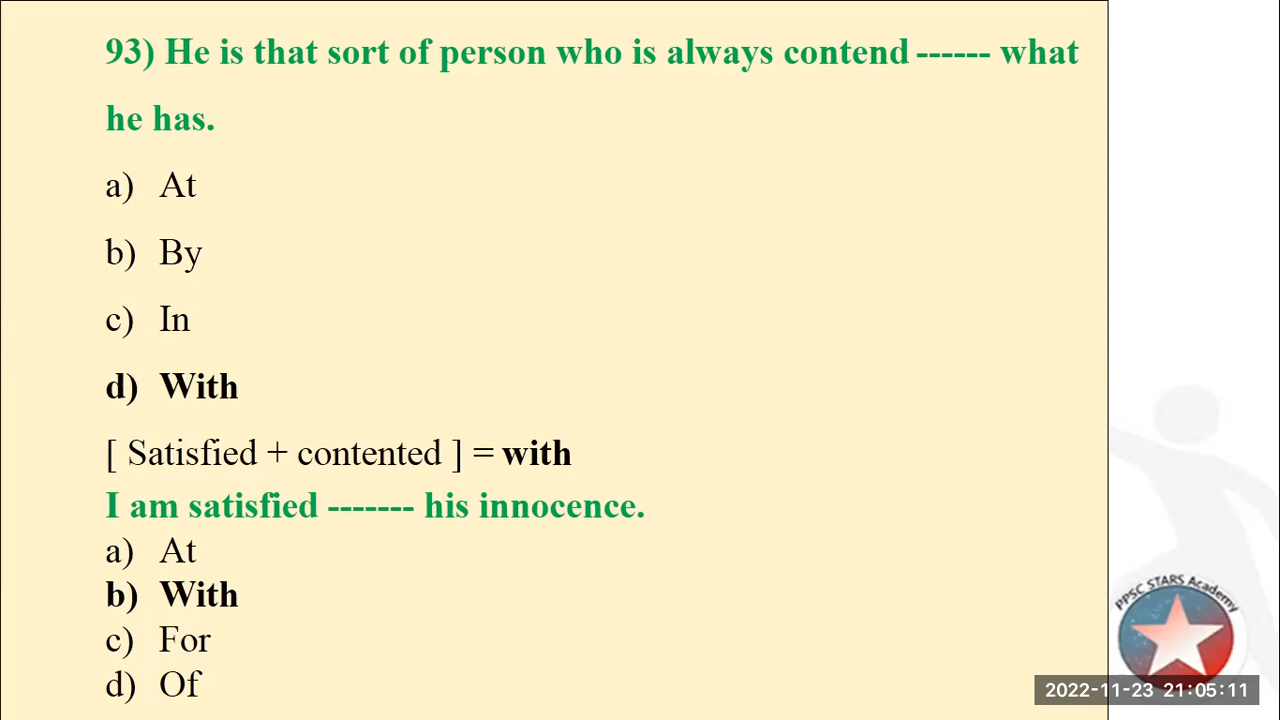 93) He is that sort of person who is always contend ------ what
he has.
a) At
b) By
c) In
d) With
[ Satisfied + contented ] = with
I am satisfied ------- his innocence.
a) At
b) With
c) For
d) Of
PPSC STARS Academy
2022-11-23 21:05:11